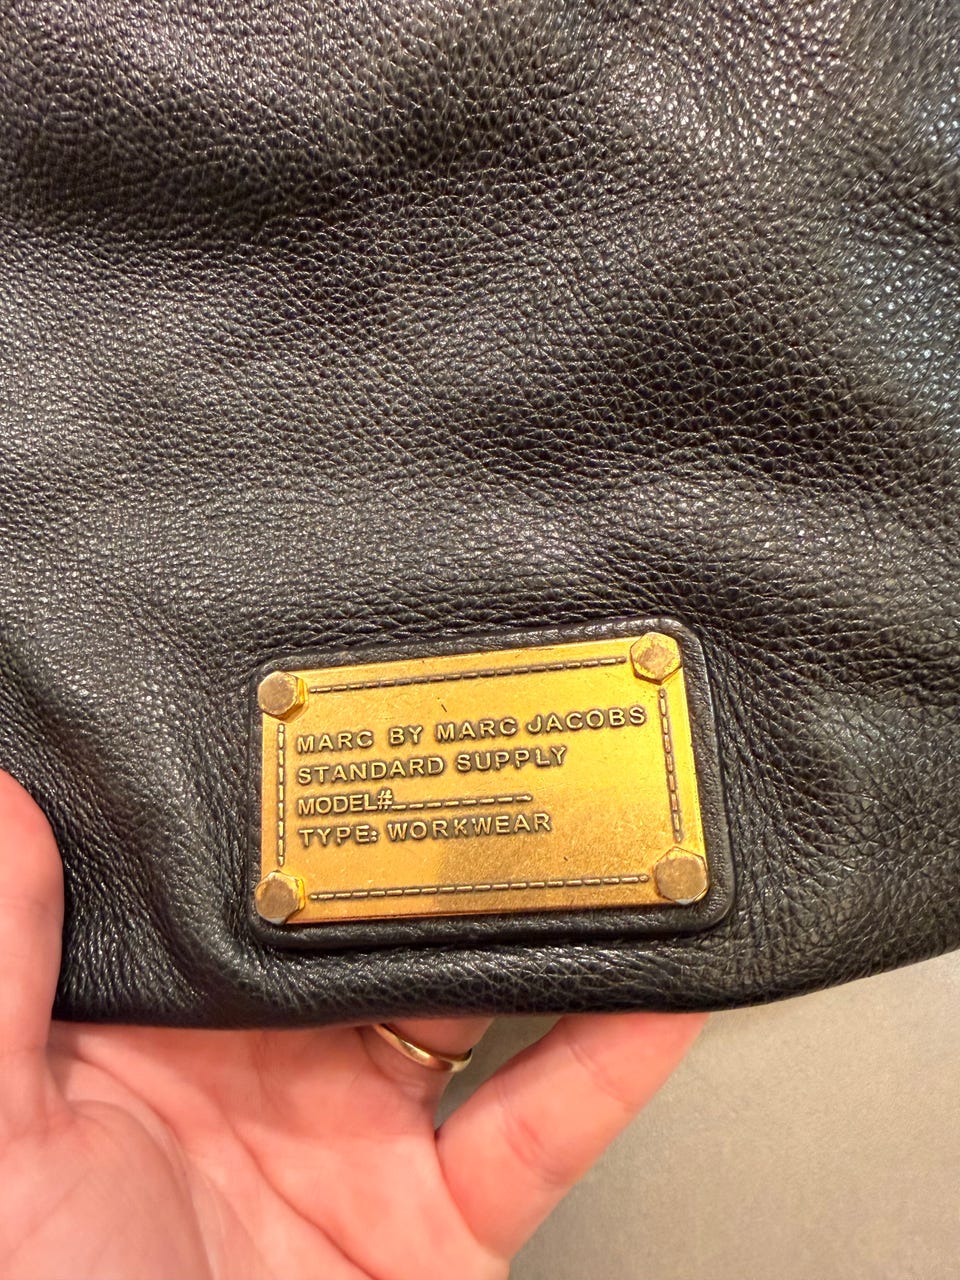 MARC BY MARC JACOBS
STANDARD SUPPLY
MODEL#_________
TYPE: WORKWEAR